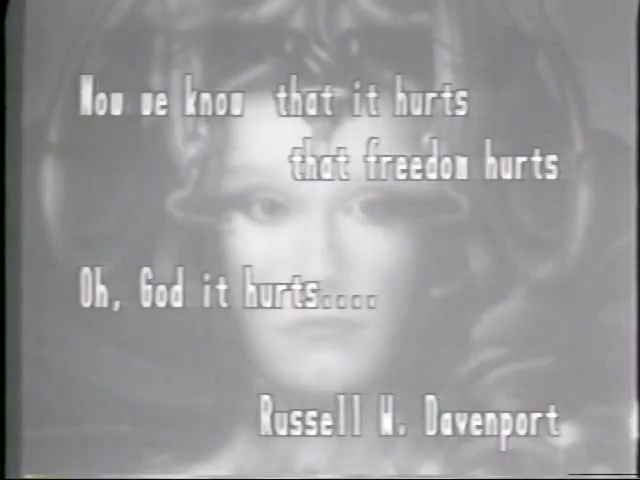 Now we know that it hurts
that freedom hurts
Oh, God it hurts....
Russell W. Davenport